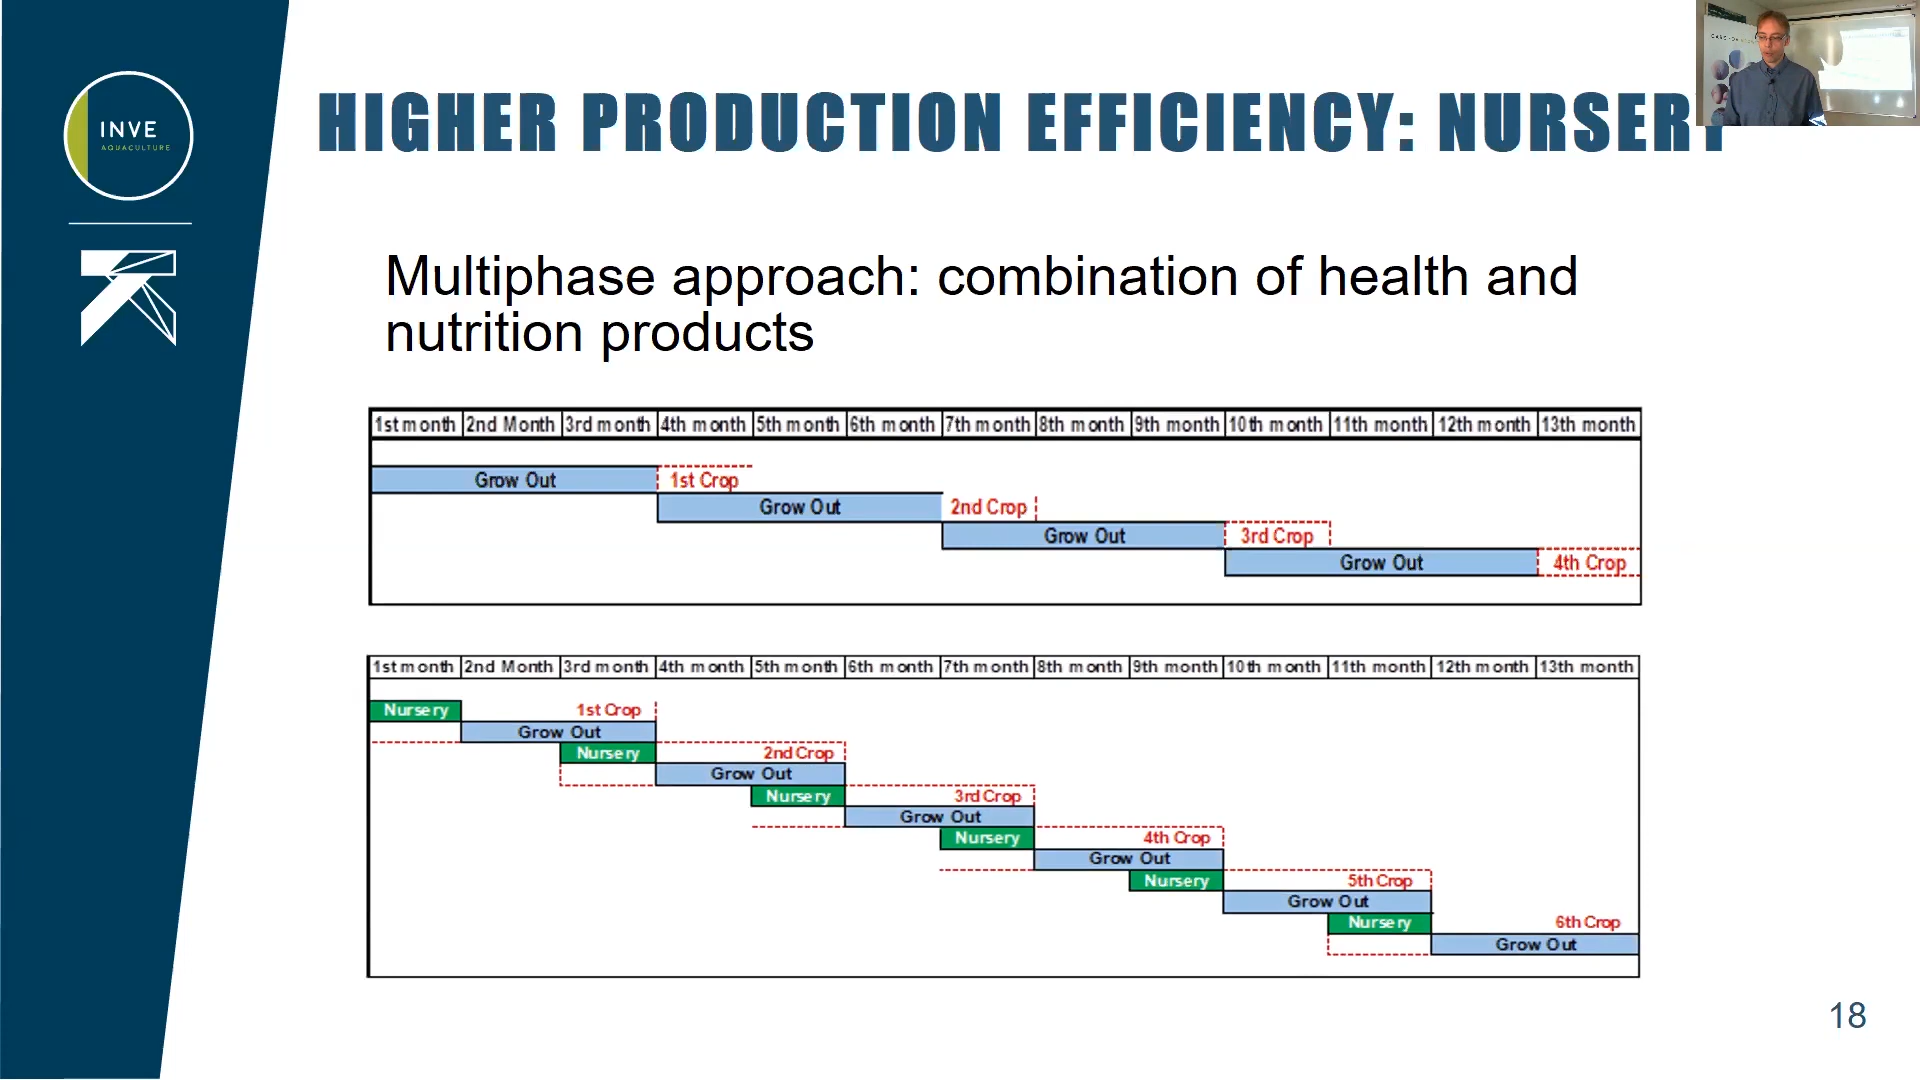 INVE
AQUACULTURE
HIGHER PRODUCTION EFFICIENCY: NURSERY
Multiphase approach: combination of health and
nutrition products
1st month 2nd Month 3rd month 4th month 5th month 6th month 7th month 8th month 9th month 10th month 11th month 12th month 13th month
Grow Out 1st Crop
Grow Out 2nd Crop
Grow Out 3rd Crop
Grow Out 4th Crop
1st month 2nd Month 3rd month 4th month 5th month 6th month 7th month 8th month 9th month 10th month 11th month 12th month 13th month
Nursery 1st Crop
Grow Out
Nursery 2nd Crop
Grow Out
Nursery 3rd Crop
Grow Out
Nursery 4th Crop
Grow Out
Nursery 5th Crop
Grow Out
Nursery 6th Crop
Grow Out
18